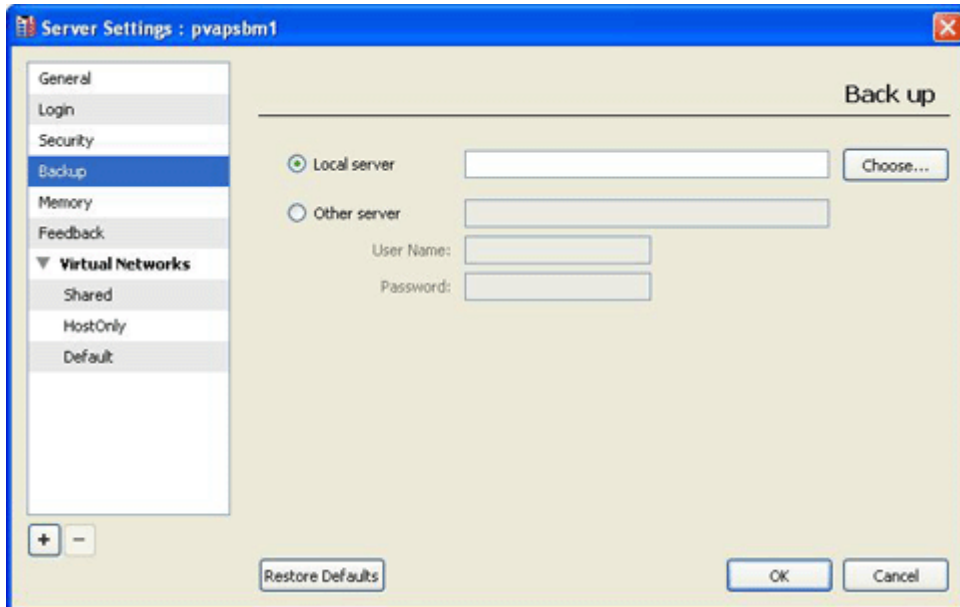 Server Settings : pvapsbm1
General
Login
Security
Backup
Memory
Feedback
Virtual Networks
Shared
HostOnly
Default
+
−
Back up
Local server
Choose...
Other server
User Name:
Password:
Restore Defaults
OK
Cancel